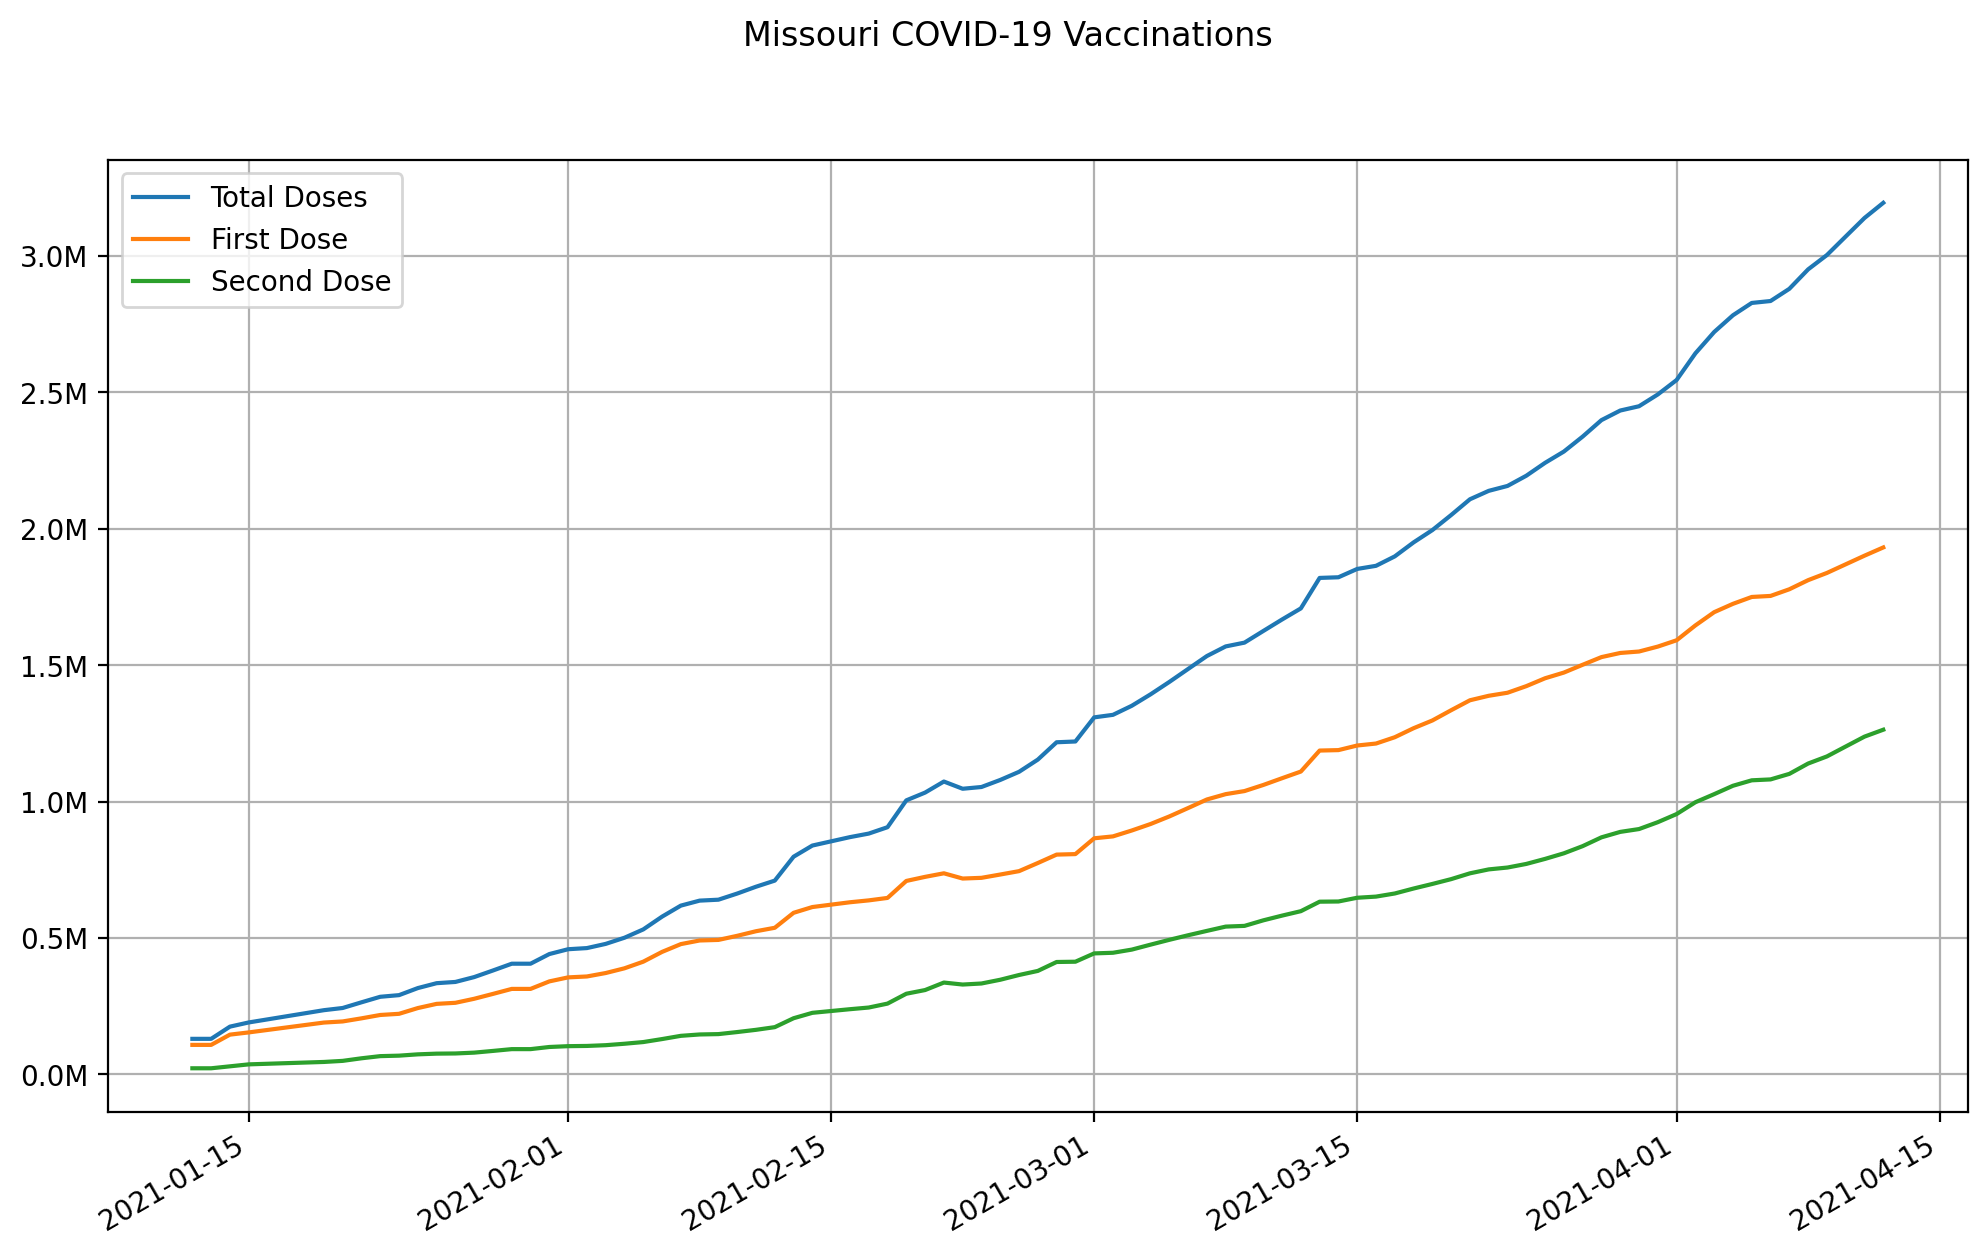 Missouri COVID-19 Vaccinations
Total Doses
First Dose
Second Dose
3.0M
2.5M
2.0M
1.5M
1.0M
0.5M
0.0M
2021-01-15
2021-02-01
2021-02-15
2021-03-01
2021-03-15
2021-04-01
2021-04-15